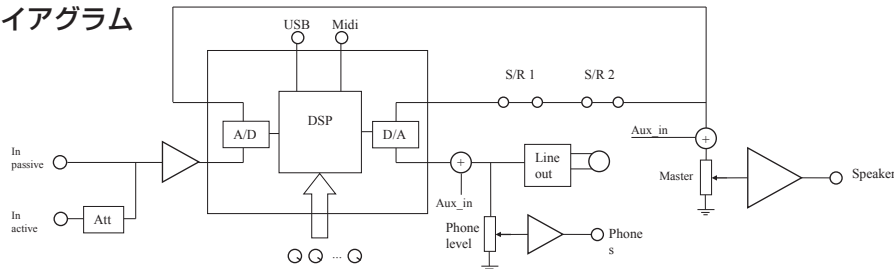 イアグラム
USB
Midi
S/R 1
S/R 2
DSP
A/D
D/A
Aux_in
In
passive
Line
out
Master
Speaker
In
active
Att
Aux_in
Phone
level
Phone
s
...